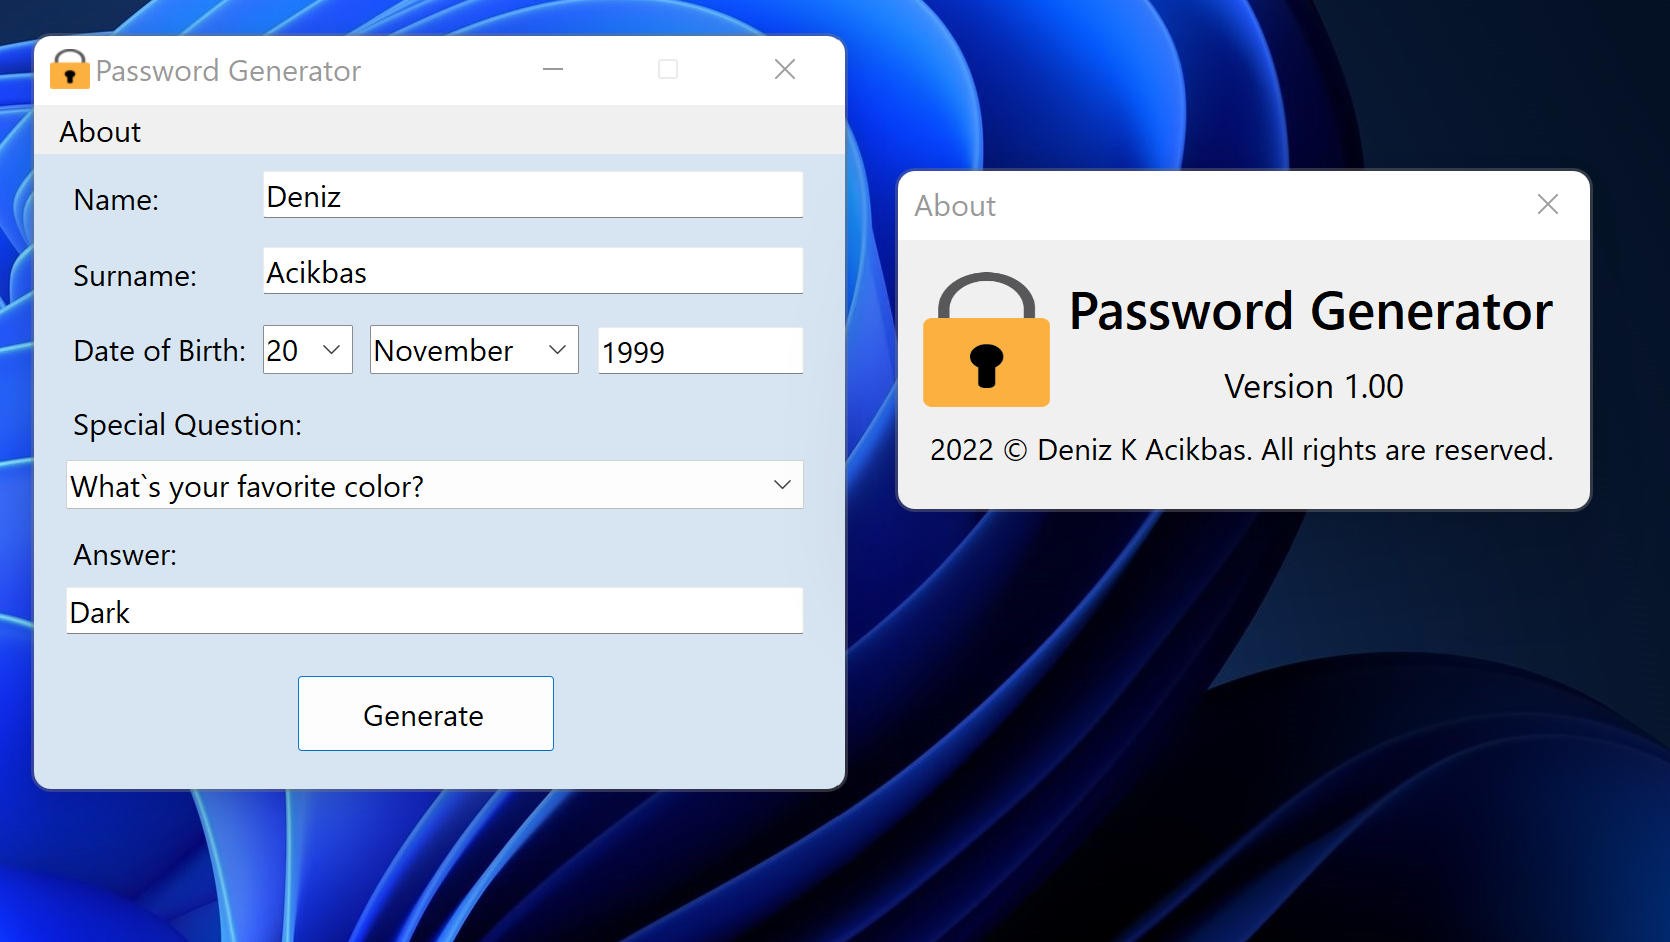 Password Generator
About
Name:
Deniz
Surname:
Acikbas
Date of Birth:
20
November
1999
Special Question:
What`s your favorite color?
Answer:
Dark
Generate
About
Password Generator
Version 1.00
2022 © Deniz K Acikbas. All rights are reserved.